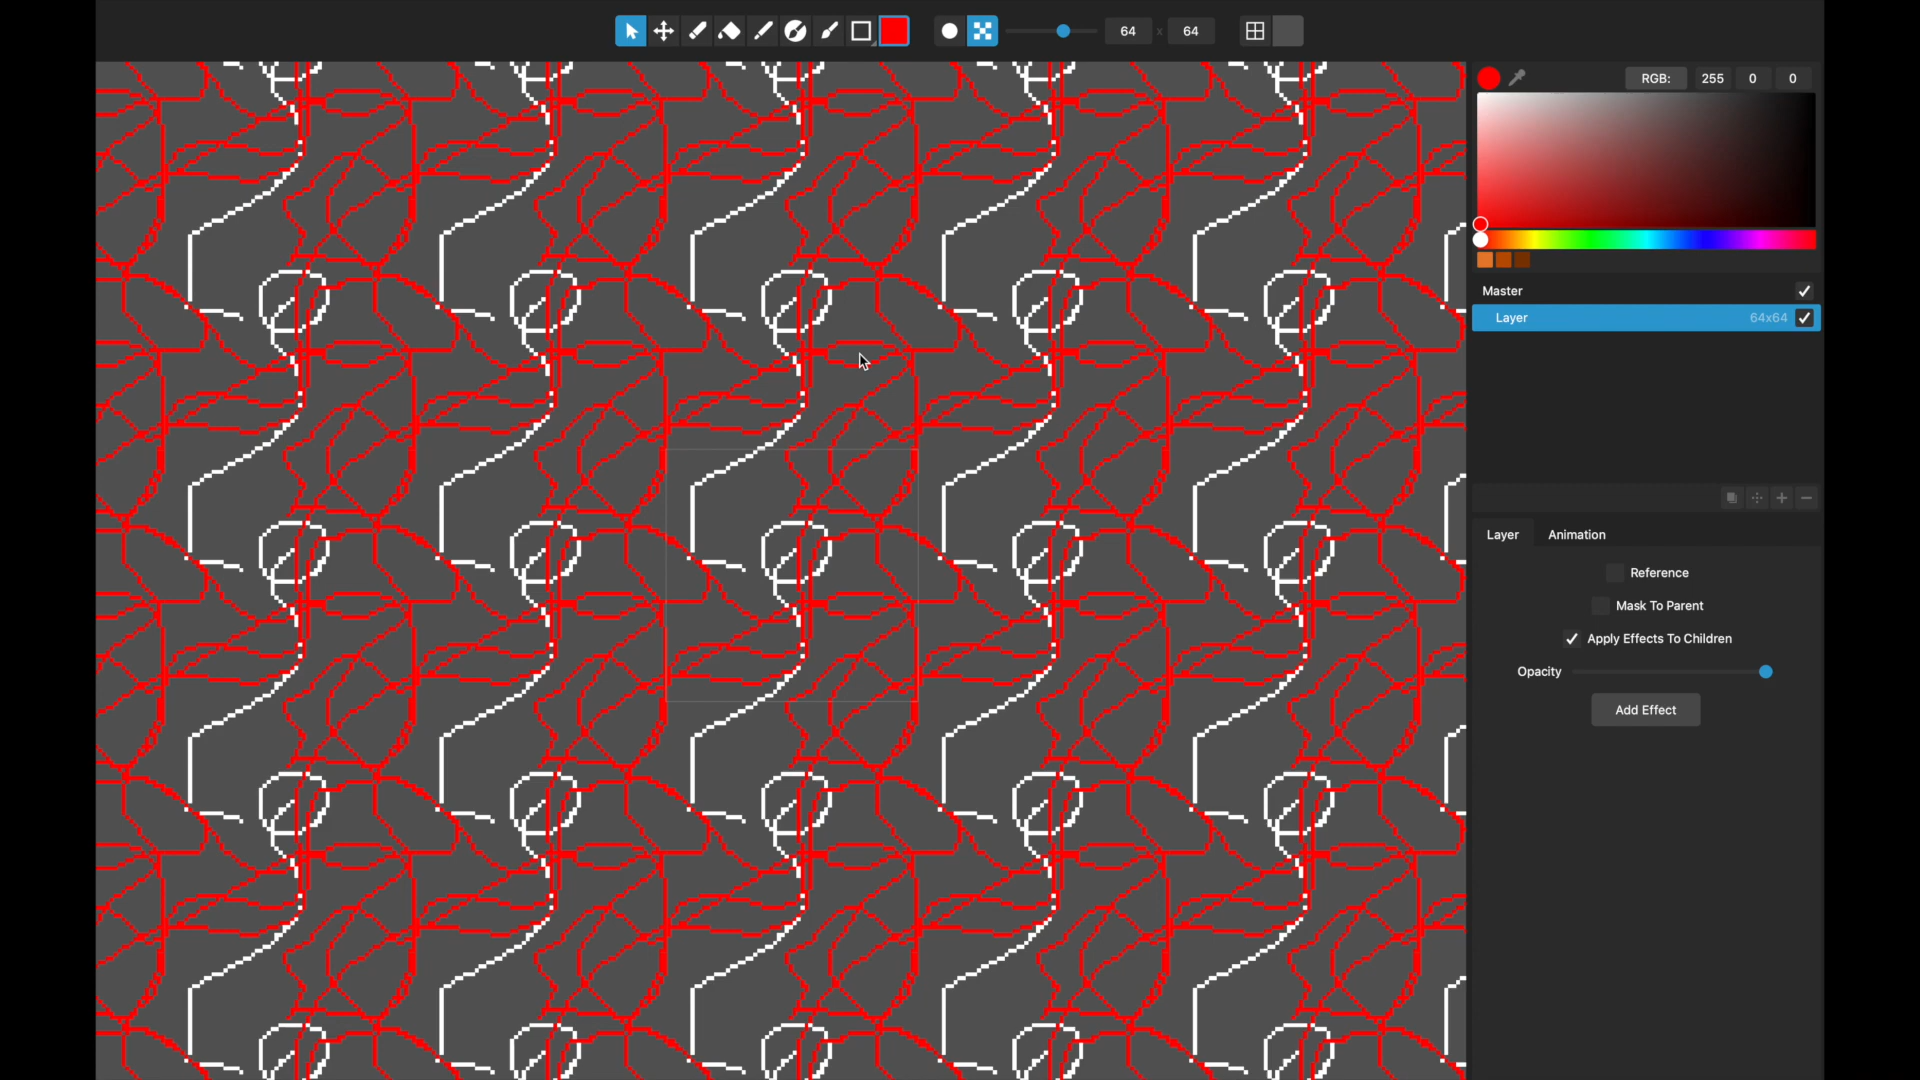 64 x 64
RGB: 255 0 0
Master
Layer 64x64
Layer Animation
Reference
Mask To Parent
Apply Effects To Children
Opacity
Add Effect